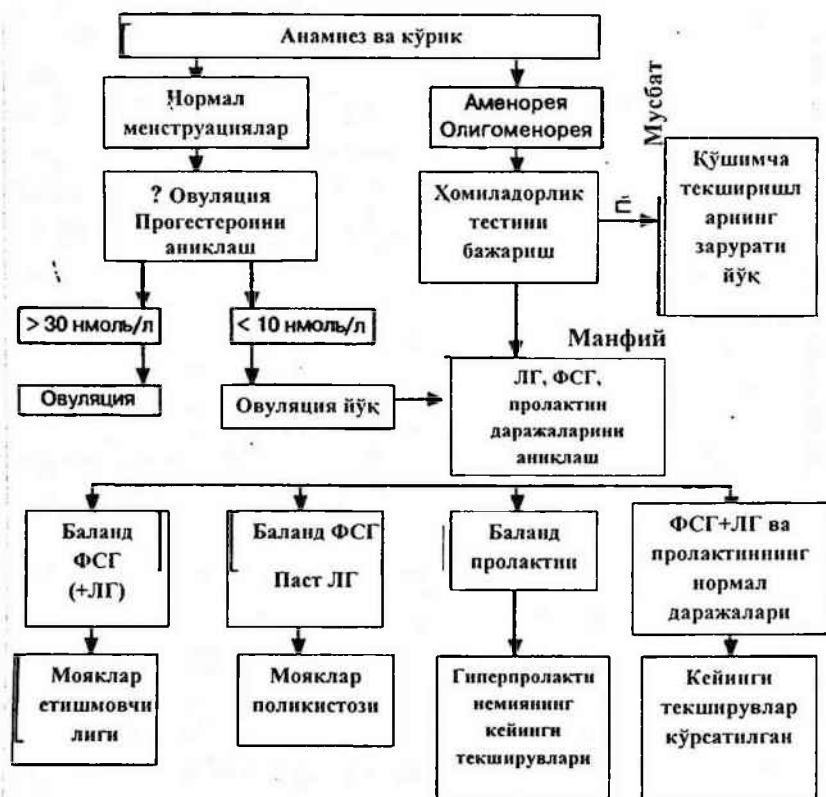 Анамнез ва кўрик
Нормал
менструациялар
Аменорея
Олигоменорея
Мусбат
? Овуляция
Прогестеронни
аниқлаш
Ҳомиладорлик
тестини
бажариш
П
Қўшимча
текширишл
арнинг
зарурати
йўқ
> 30 нмоль/л
< 10 нмоль/л
Манфий
Овуляция
Овуляция йўқ
ЛГ, ФСГ,
пролактин
даражаларини
аниқлаш
Баланд
ФСГ
(+ЛГ)
Баланд ФСГ
Паст ЛГ
Баланд
пролактин
ФСГ+ЛГ ва
пролактиннинг
нормал
даражалари
Мояклар
етишмовчи
лиги
Мояклар
поликистози
Гиперпролакти
немиянинг
кейинги
текширувлари
Кейинги
текширувлар
кўрсатилган